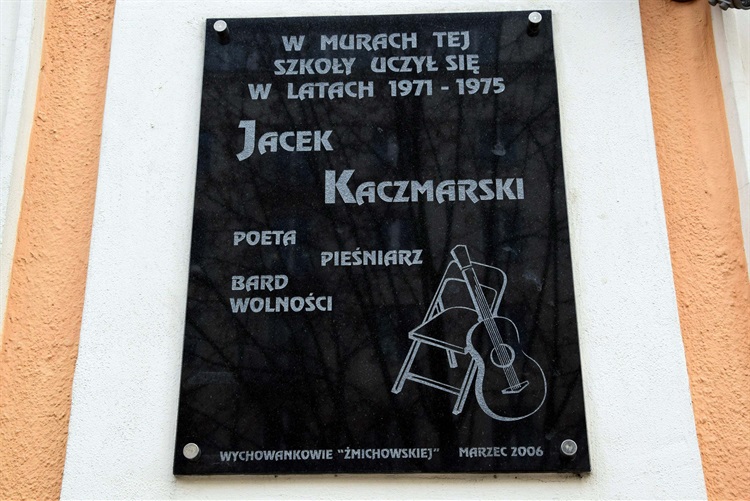 W MURACH TEJ
SZKOŁY UCZYŁ SIĘ
W LATACH 1971 - 1975
JACEK
KACZMARSKI
POETA
PIEŚNIARZ
BARD
WOLNOŚCI
WYCHOWANKOWIE "ŻMICHOWSKIEJ" MARZEC 2006